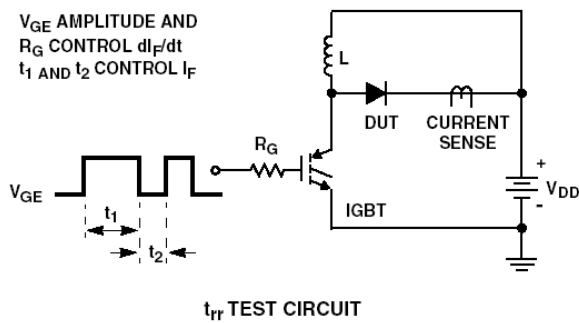 VGE AMPLITUDE AND
RG CONTROL dIF/dt
t1 AND t2 CONTROL IF
L
DUT
CURRENT
SENSE
RG
+
VDD
-
VGE
t1
t2
IGBT
trr TEST CIRCUIT